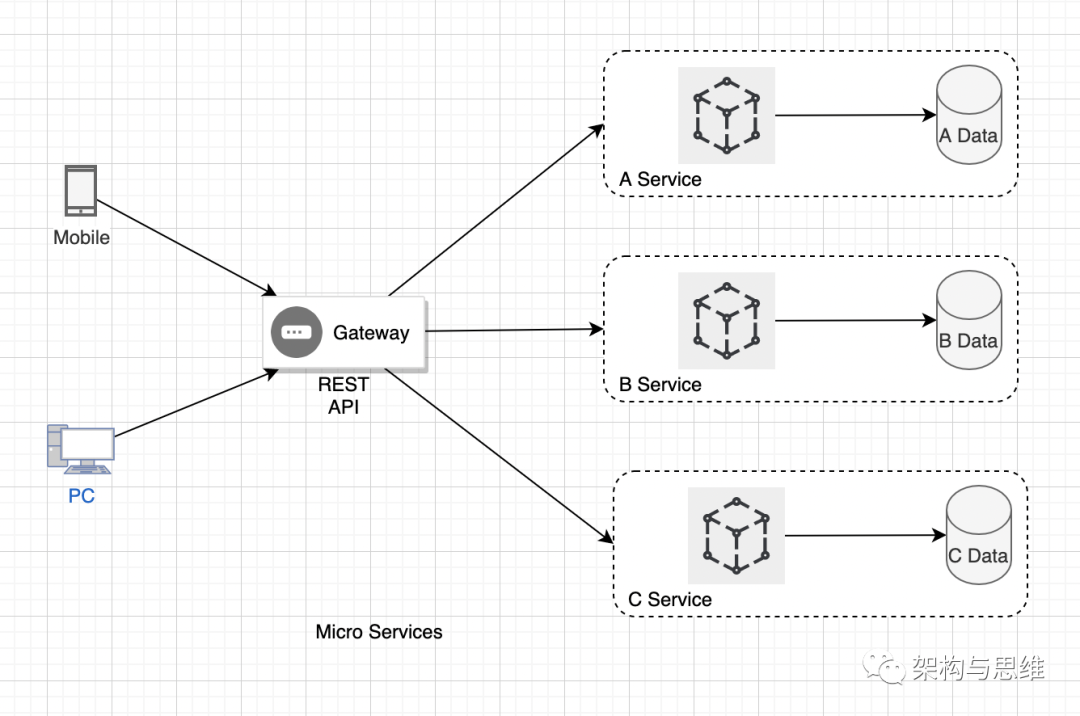 Mobile
PC
Gateway
REST
API
A Service
A Data
B Service
B Data
C Service
C Data
Micro Services
架构与思维